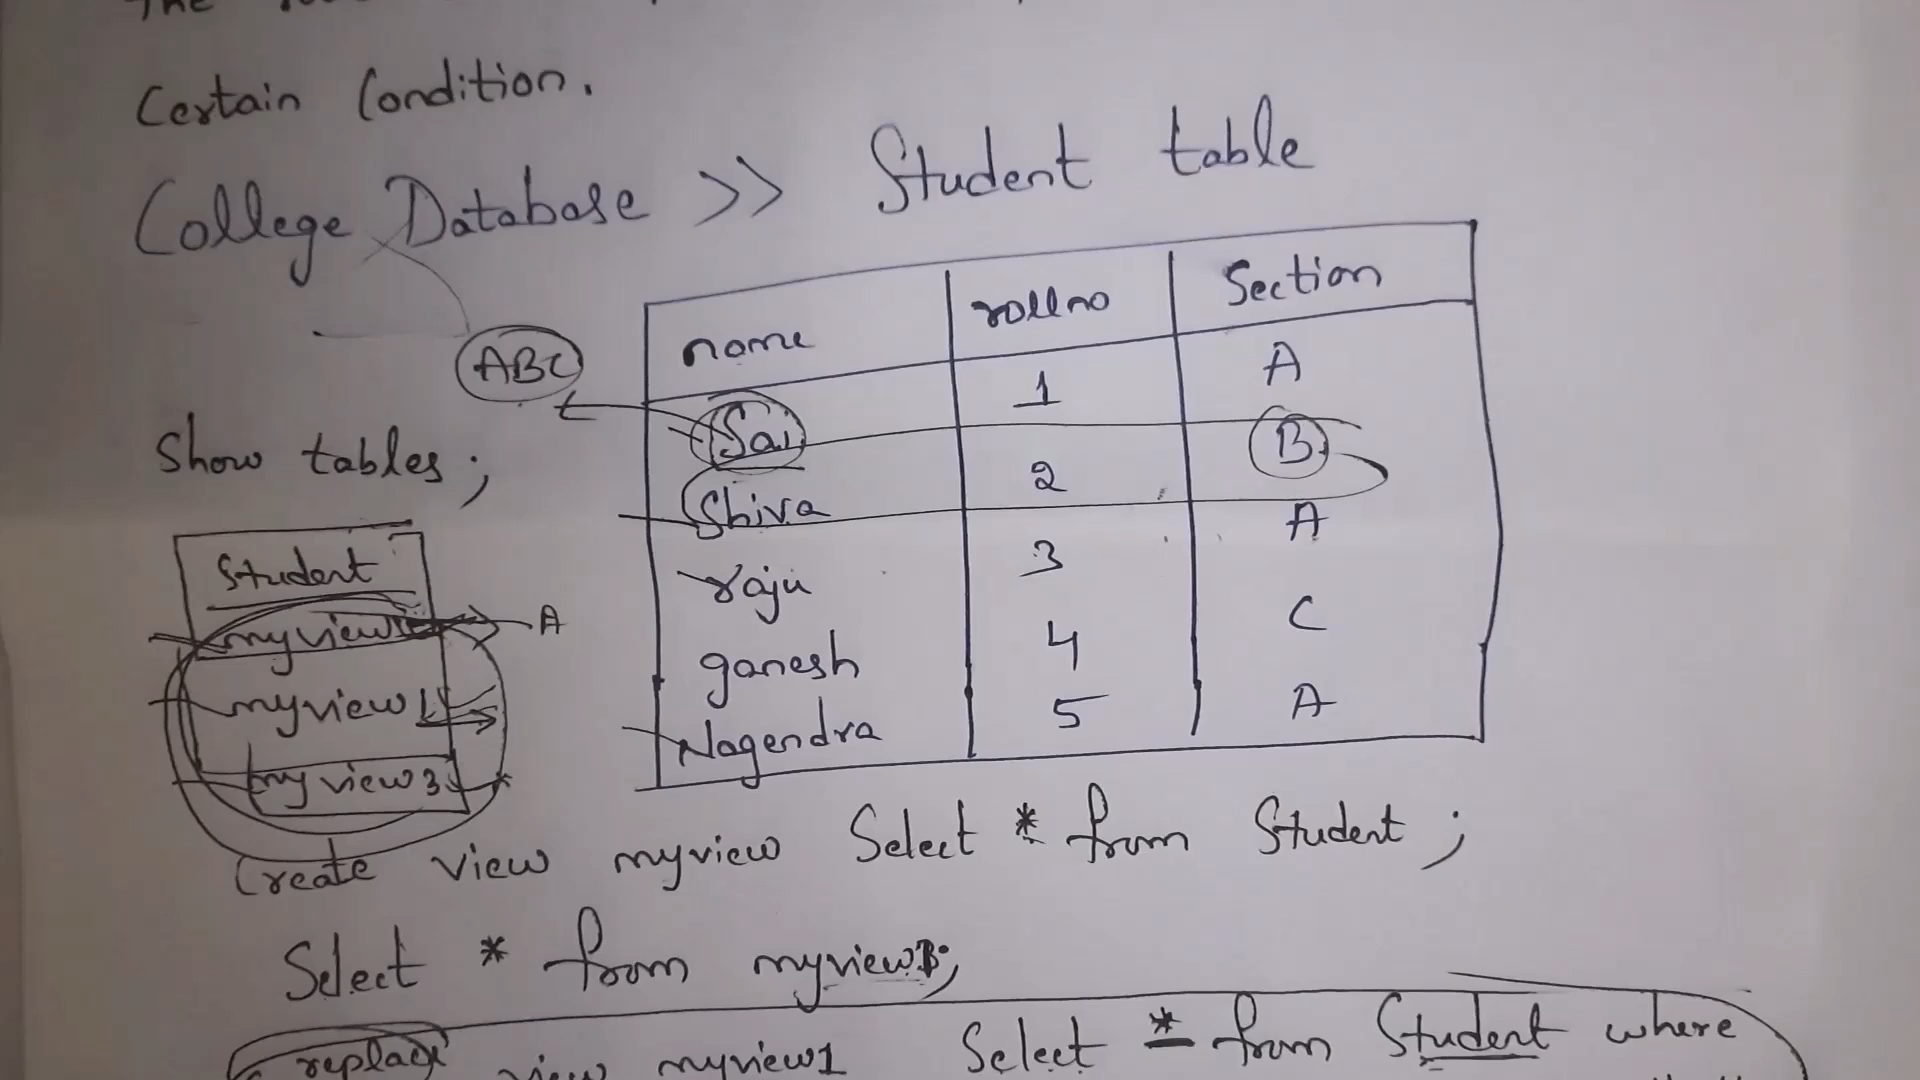 The
Certain Condition.
College Database >> Student table
name rollno Section
Sai 1 A
Shiva 2 B
raju 3 A
ganesh 4 C
Nagendra 5 A
ABC
Show tables;
Student
myview A
myview1
myview3
Create view myview Select * from Student;
Select * from myview3;
replace view myview1 Select * from Student where